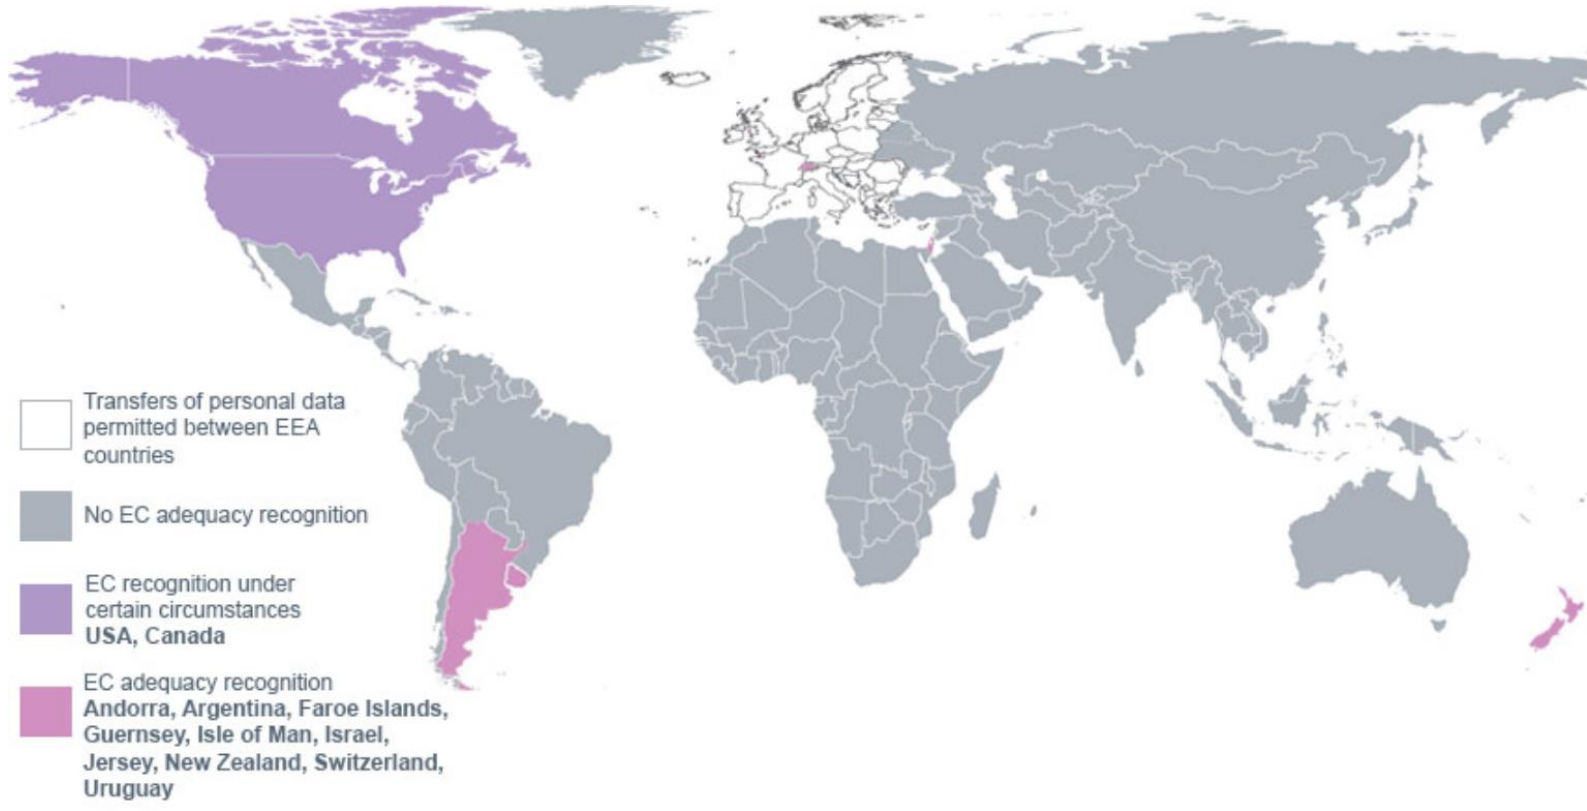 Transfers of personal data
permitted between EEA
countries
No EC adequacy recognition
EC recognition under
certain circumstances
USA, Canada
EC adequacy recognition
Andorra, Argentina, Faroe Islands,
Guernsey, Isle of Man, Israel,
Jersey, New Zealand, Switzerland,
Uruguay